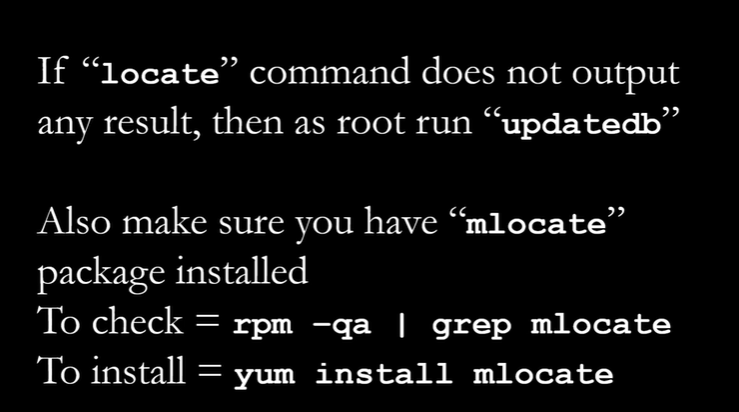 If “locate” command does not output
any result, then as root run “updatedb”
Also make sure you have “mlocate”
package installed
To check = rpm –qa | grep mlocate
To install = yum install mlocate